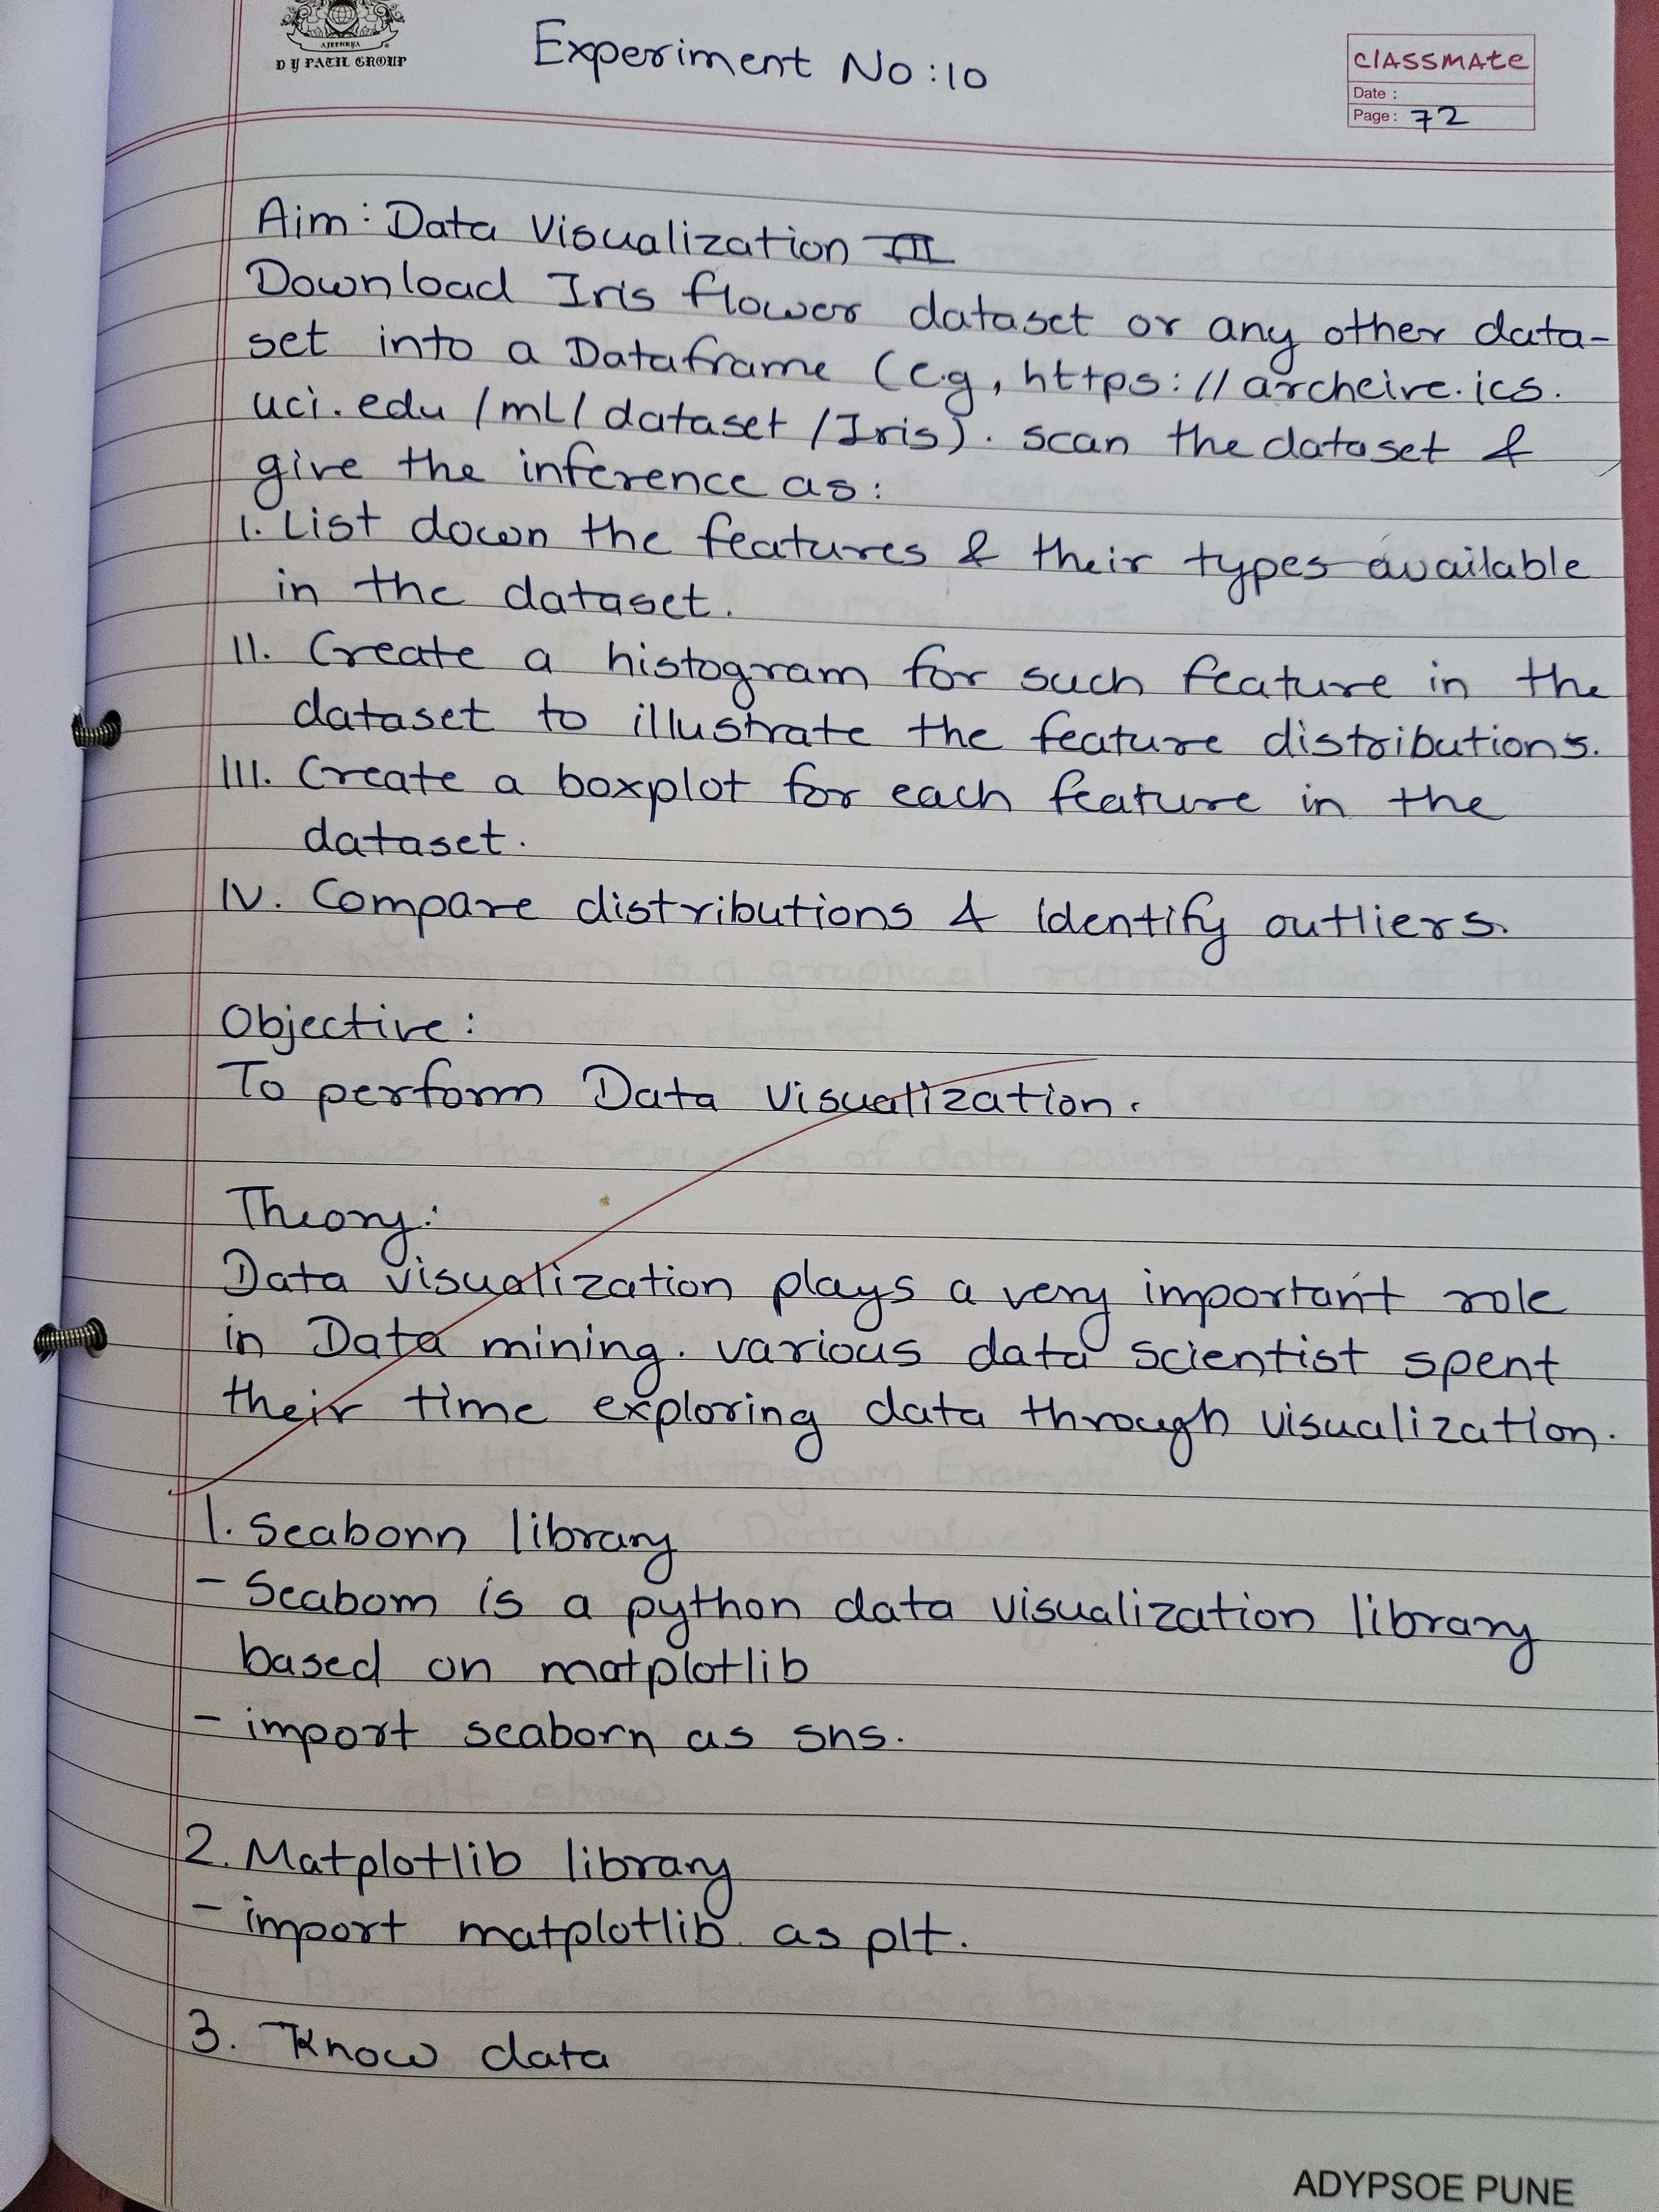 AJEENKYA
D Y PATIL GROUP
Experiment No:10
CLASSMATE
Date :
Page: 72
Aim: Data Visualization III
Download Iris flower dataset or any other data-
set into a Dataframe (e.g, https://archeive.ics.
uci.edu/ml/dataset/Iris). scan the dataset &
give the inference as:
I. List down the features & their types available
in the dataset.
II. Create a histogram for such feature in the
dataset to illustrate the feature distributions.
III. Create a boxplot for each feature in the
dataset.
IV. Compare distributions & identify outliers.
Objective:
To perform Data visualization.
Theory:
Data visualization plays a very important role
in Data mining. various data scientist spent
their time exploring data through visualization.
1. Seaborn library
- Seaborn is a python data visualization library
based on matplotlib
- import seaborn as sns.
2. Matplotlib library
- import matplotlib as plt.
3. Know data
ADYPSOE PUNE